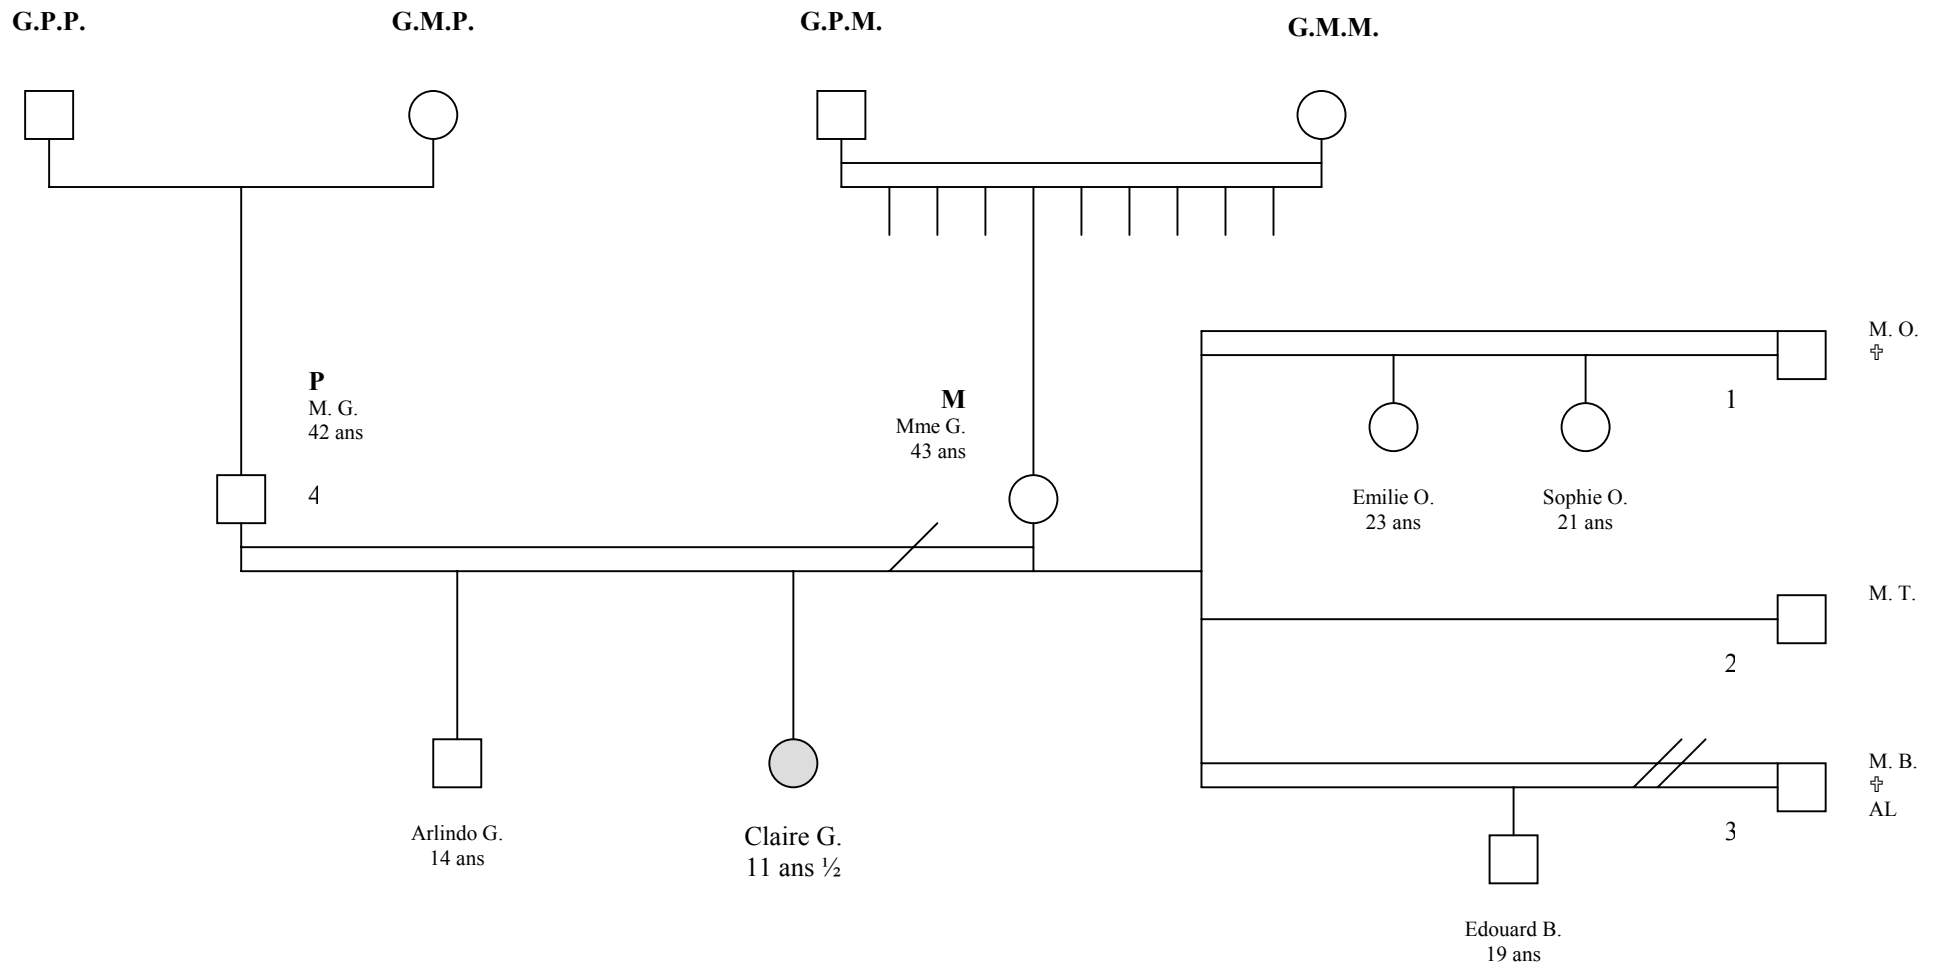 G.P.P.
G.M.P.
G.P.M.
G.M.M.
M. O.
✞
1
P
M. G.
42 ans
4
M
Mme G.
43 ans
Emilie O.
23 ans
Sophie O.
21 ans
M. T.
2
M. B.
✞
AL
3
Arlindo G.
14 ans
Claire G.
11 ans ½
Edouard B.
19 ans